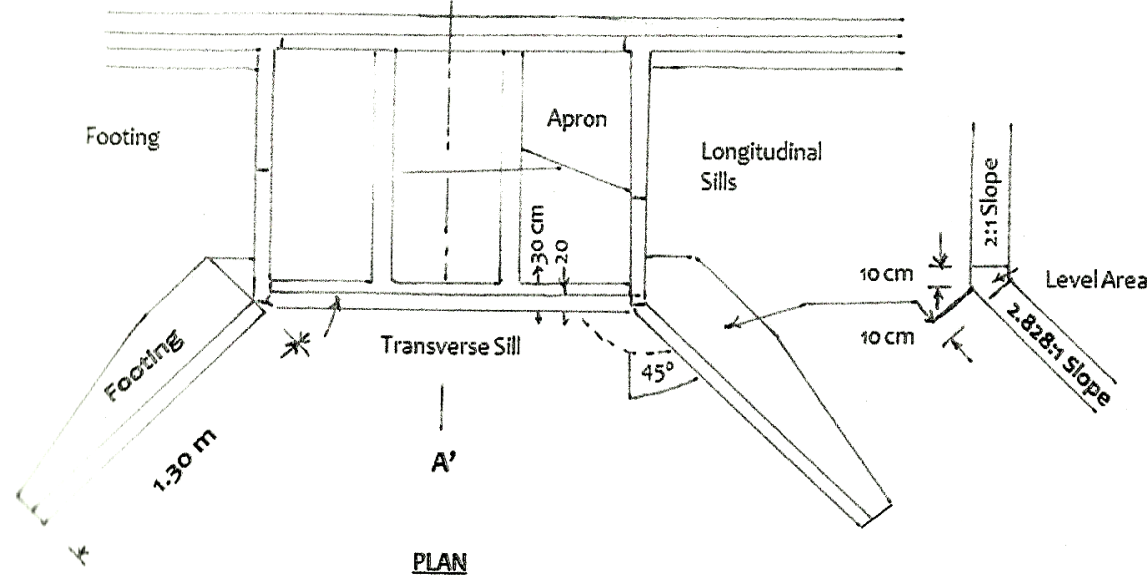 Footing
Apron
Longitudinal
Sills
2:1 Slope
30 cm
20
10 cm
Level Area
10 cm
2.828:1 Slope
Transverse Sill
45°
Footing
1.30 m
A'
PLAN